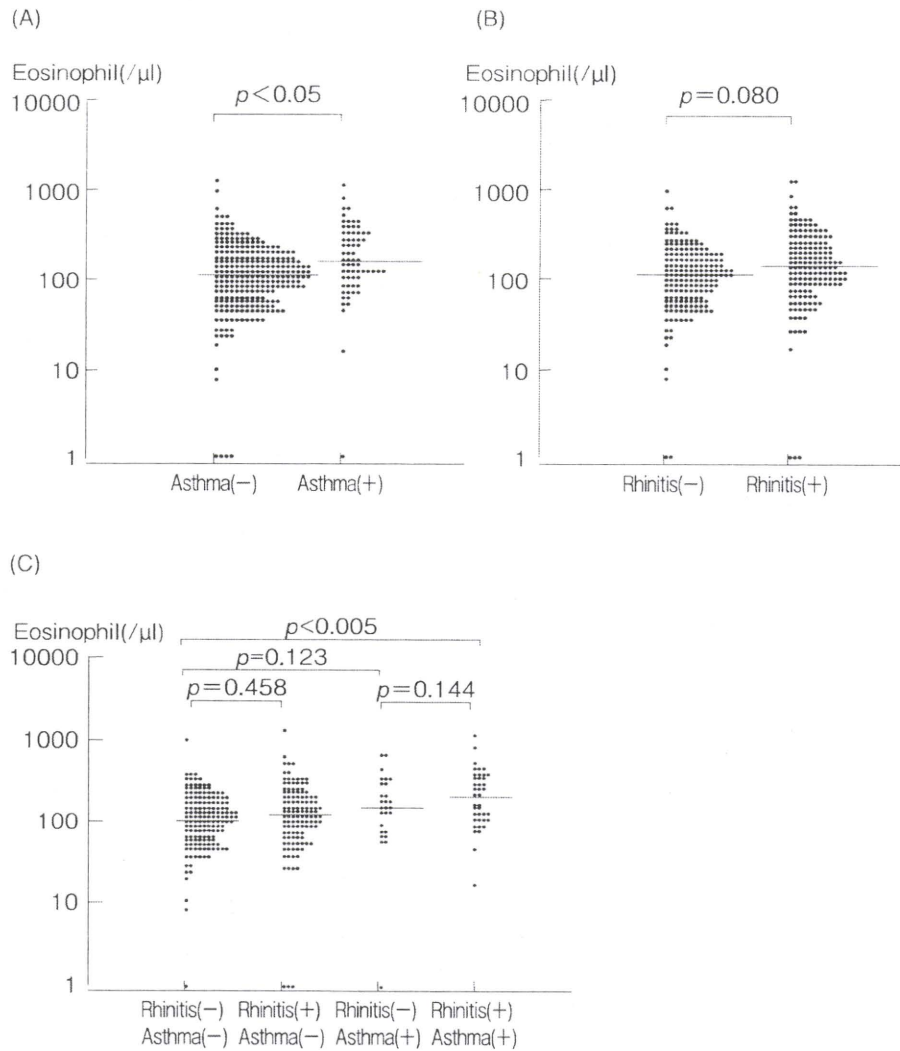 (A)
(B)
Eosinophil(/μl)
Eosinophil(/μl)
10000
1000
100
10
1
p<0.05
Asthma(−)
Asthma(+)
10000
1000
100
10
1
p=0.080
Rhinitis(−)
Rhinitis(+)
(C)
Eosinophil(/μl)
10000
1000
100
10
1
p<0.005
p=0.123
p=0.458
p=0.144
Rhinitis(−) Rhinitis(+) Rhinitis(−) Rhinitis(+)
Asthma(−) Asthma(−) Asthma(+) Asthma(+)